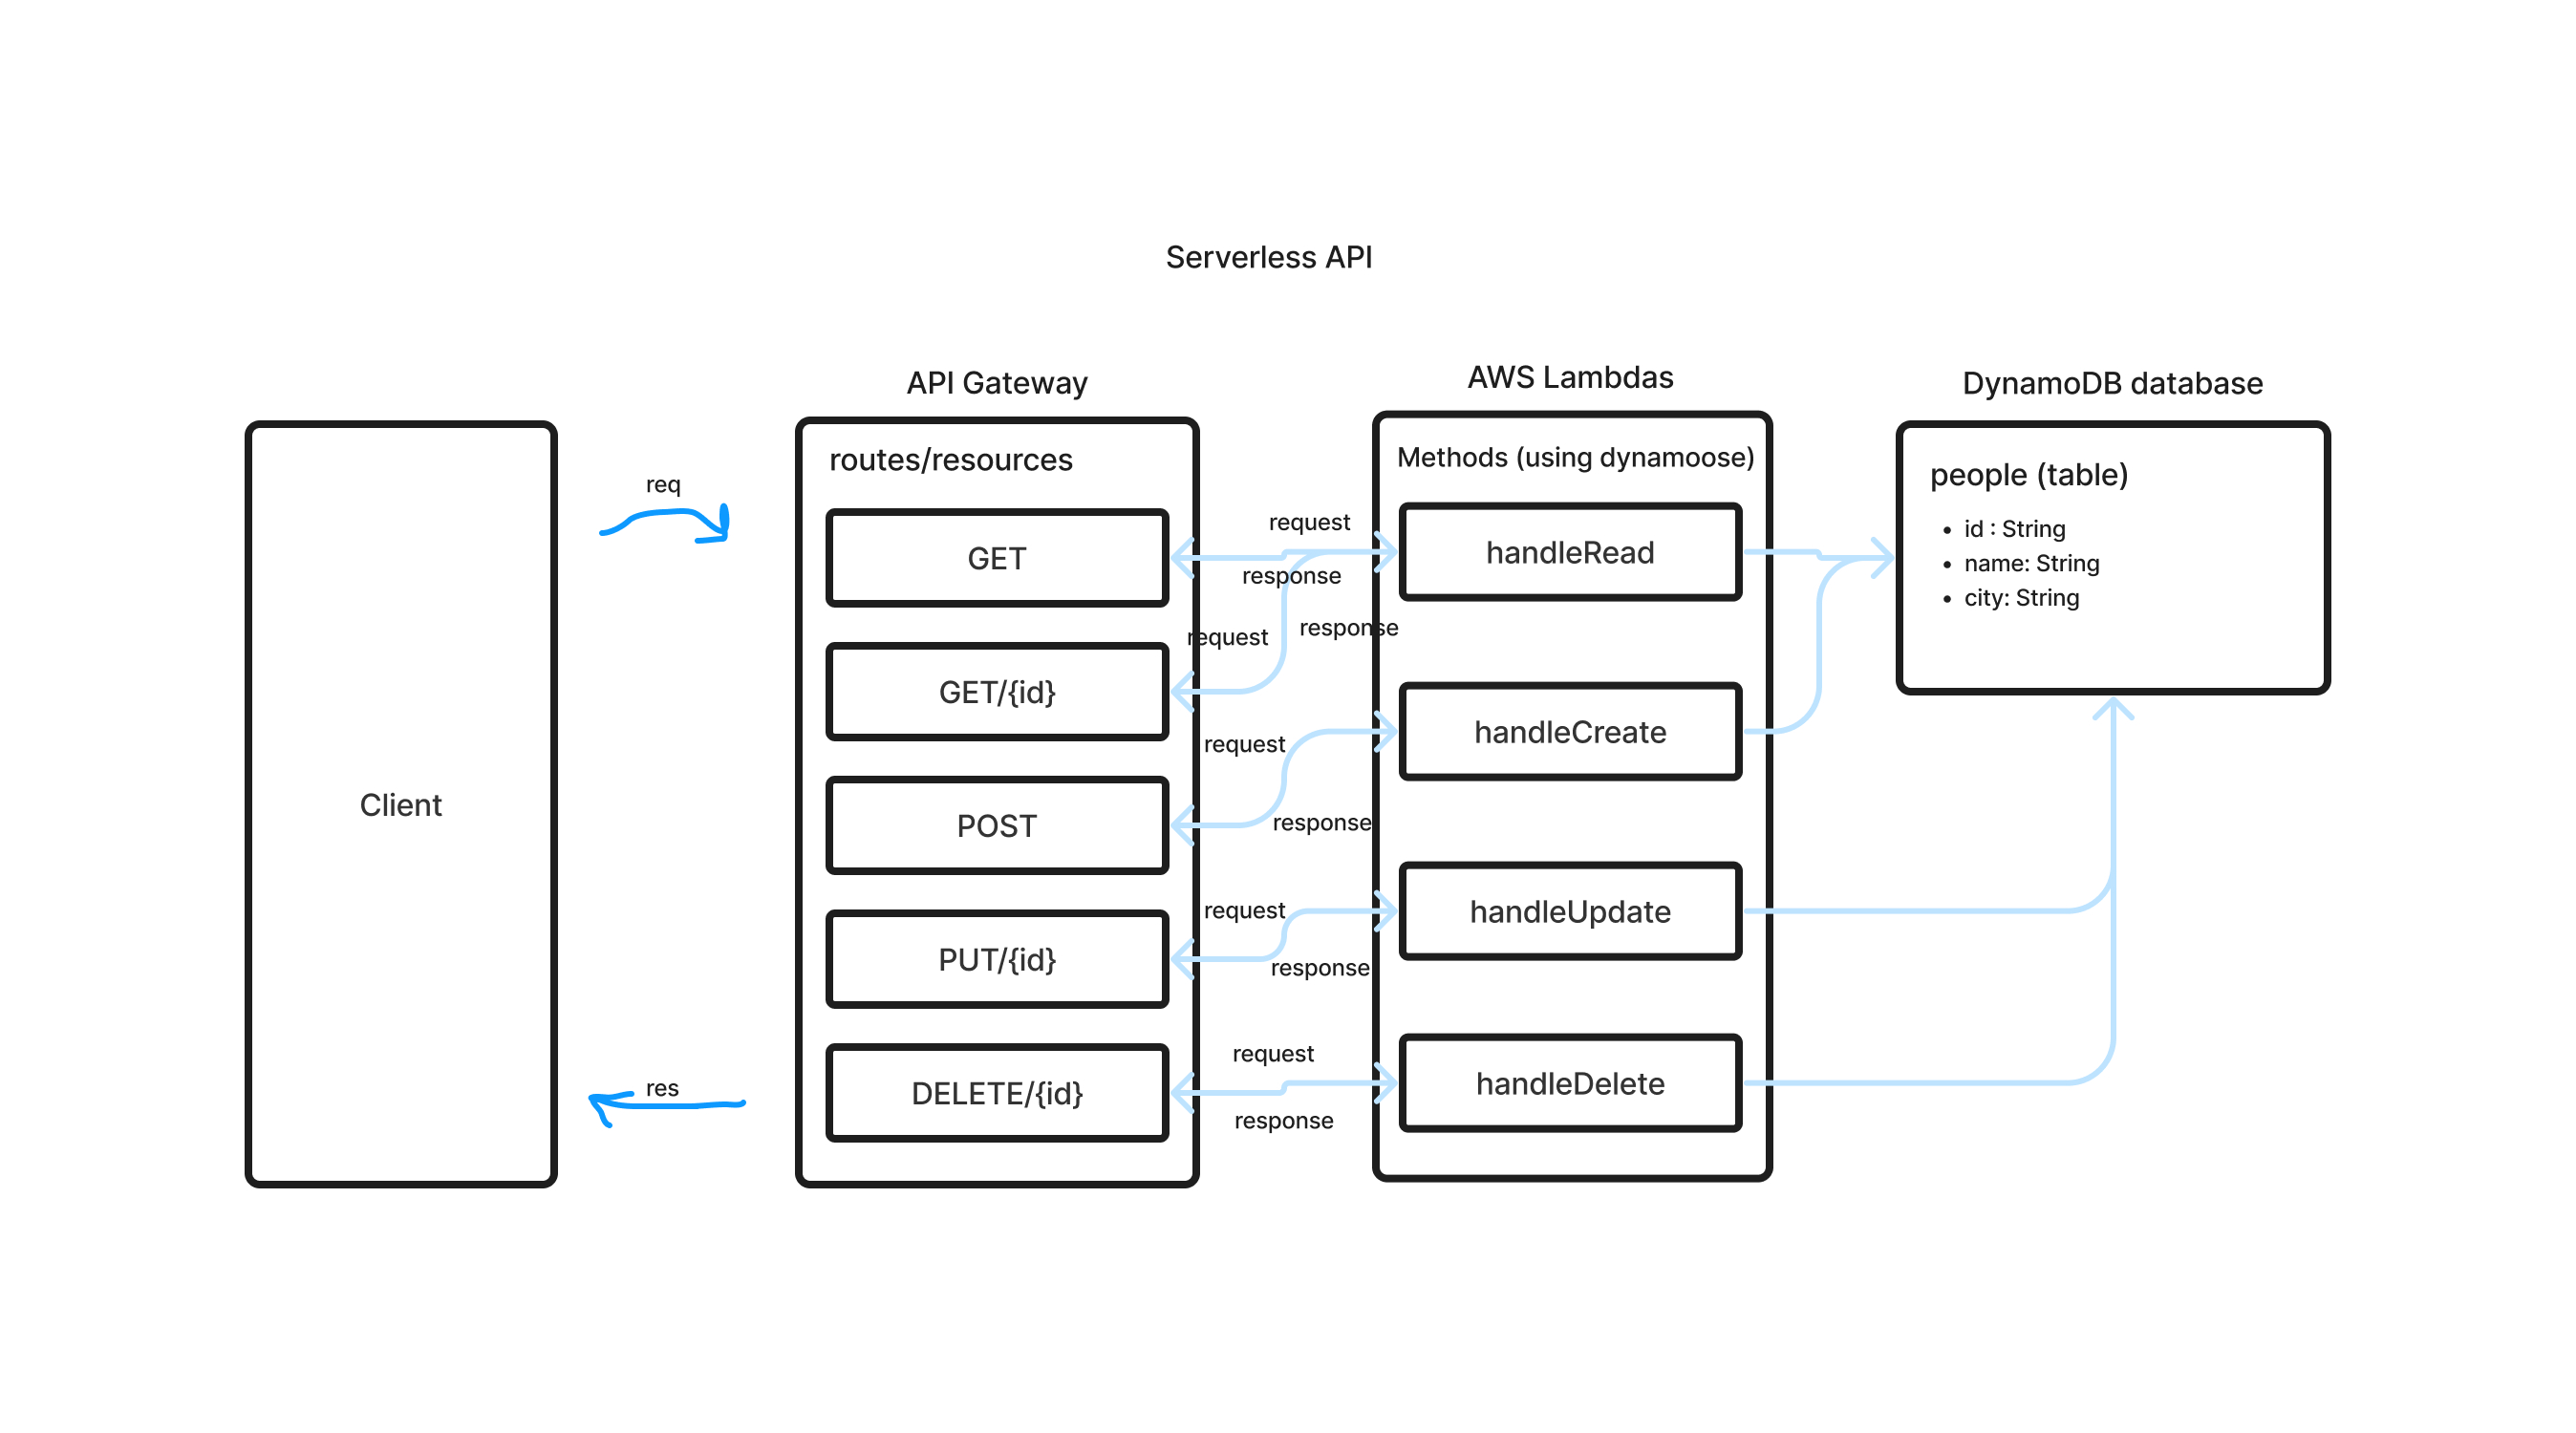 Serverless API
Client
req
res
API Gateway
routes/resources
GET
GET/{id}
POST
PUT/{id}
DELETE/{id}
request
response
request
response
request
response
request
response
request
response
AWS Lambdas
Methods (using dynamoose)
handleRead
handleCreate
handleUpdate
handleDelete
DynamoDB database
people (table)
• id : String
• name: String
• city: String